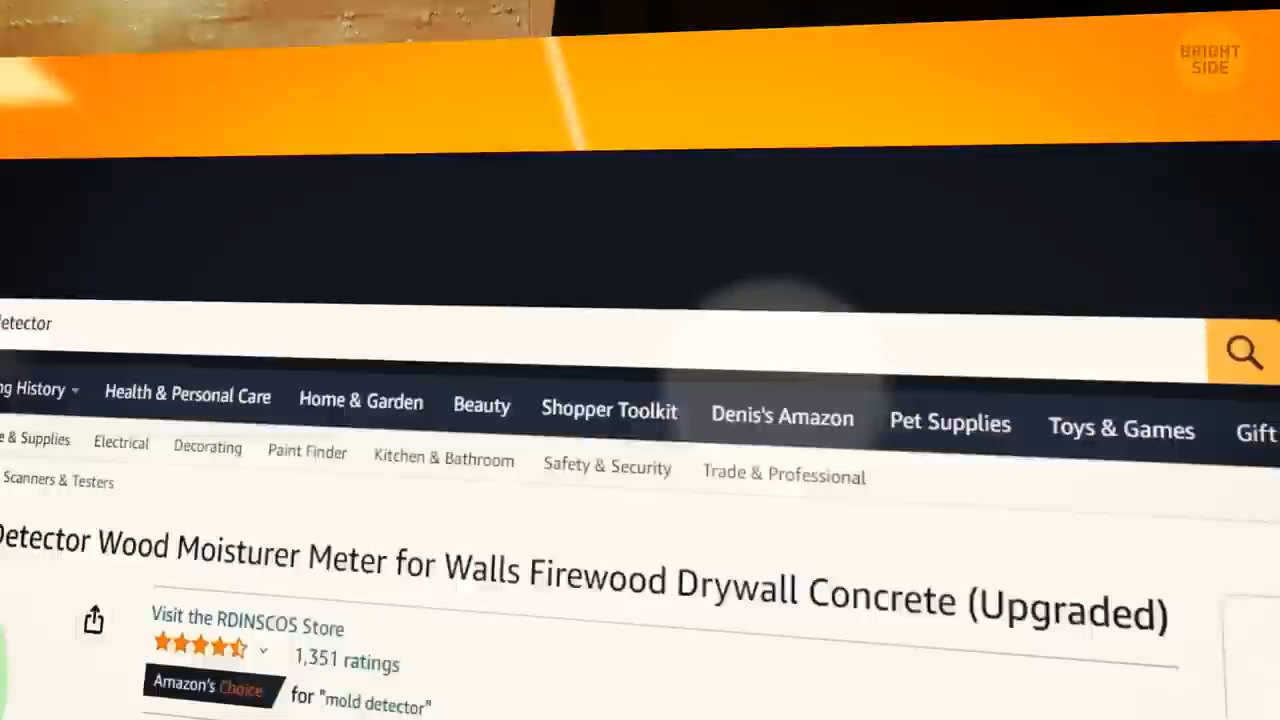 BRIGHT
SIDE
etector
ng History
Health & Personal Care
Home & Garden
Beauty
Shopper Toolkit
Denis's Amazon
Pet Supplies
Toys & Games
Gift
e & Supplies
Electrical
Decorating
Paint Finder
Kitchen & Bathroom
Safety & Security
Trade & Professional
Scanners & Testers
Detector Wood Moisturer Meter for Walls Firewood Drywall Concrete (Upgraded)
Visit the RDINSCOS Store
1,351 ratings
Amazon's Choice for "mold detector"